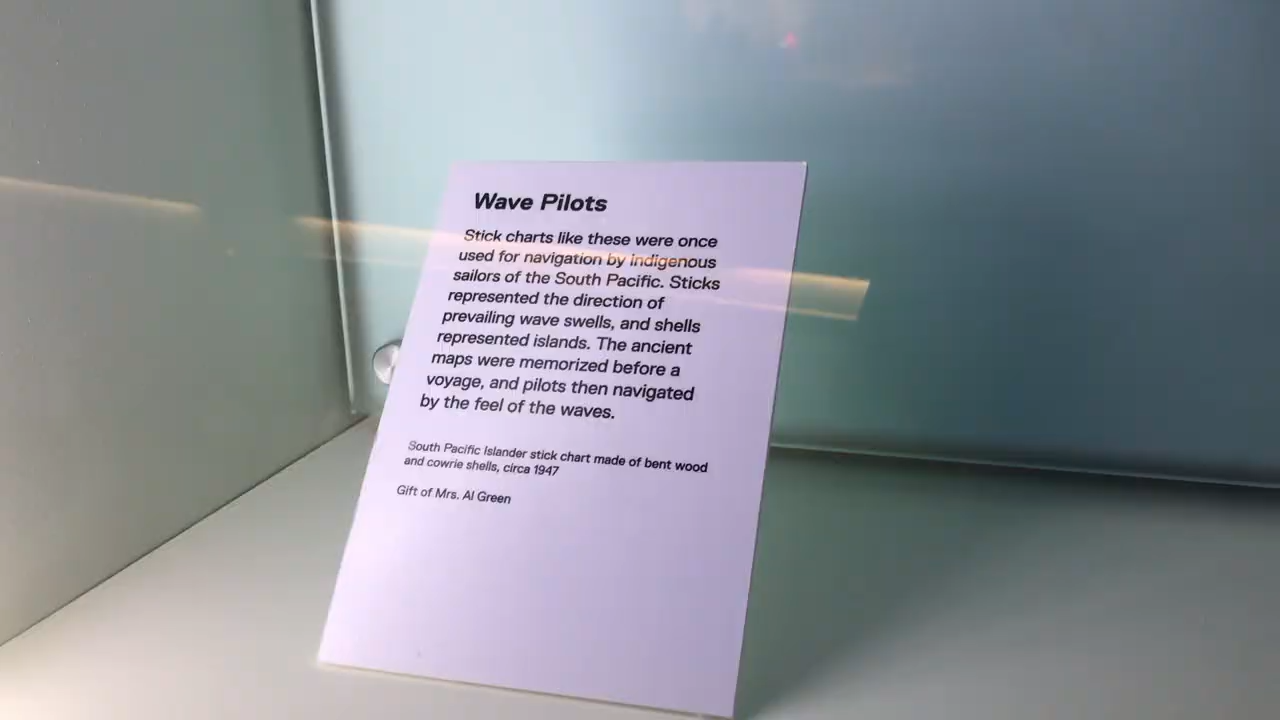 Wave Pilots
Stick charts like these were once
used for navigation by indigenous
sailors of the South Pacific. Sticks
represented the direction of
prevailing wave swells, and shells
represented islands. The ancient
maps were memorized before a
voyage, and pilots then navigated
by the feel of the waves.
South Pacific Islander stick chart made of bent wood
and cowrie shells, circa 1947
Gift of Mrs. Al Green